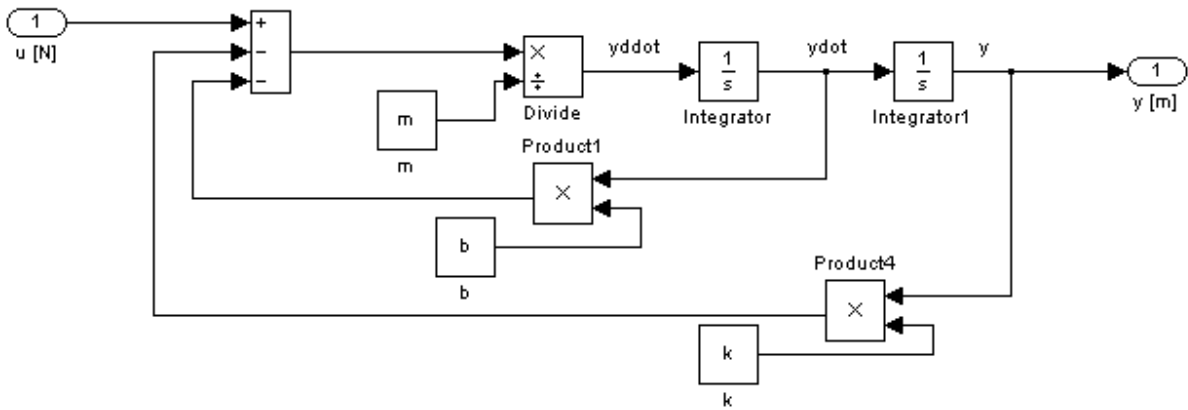 1
u [N]
+
−
−
×
÷
Divide
m
m
yddot
1
s
Integrator
ydot
1
s
Integrator1
y
1
y [m]
Product1
×
b
b
Product4
×
k
k